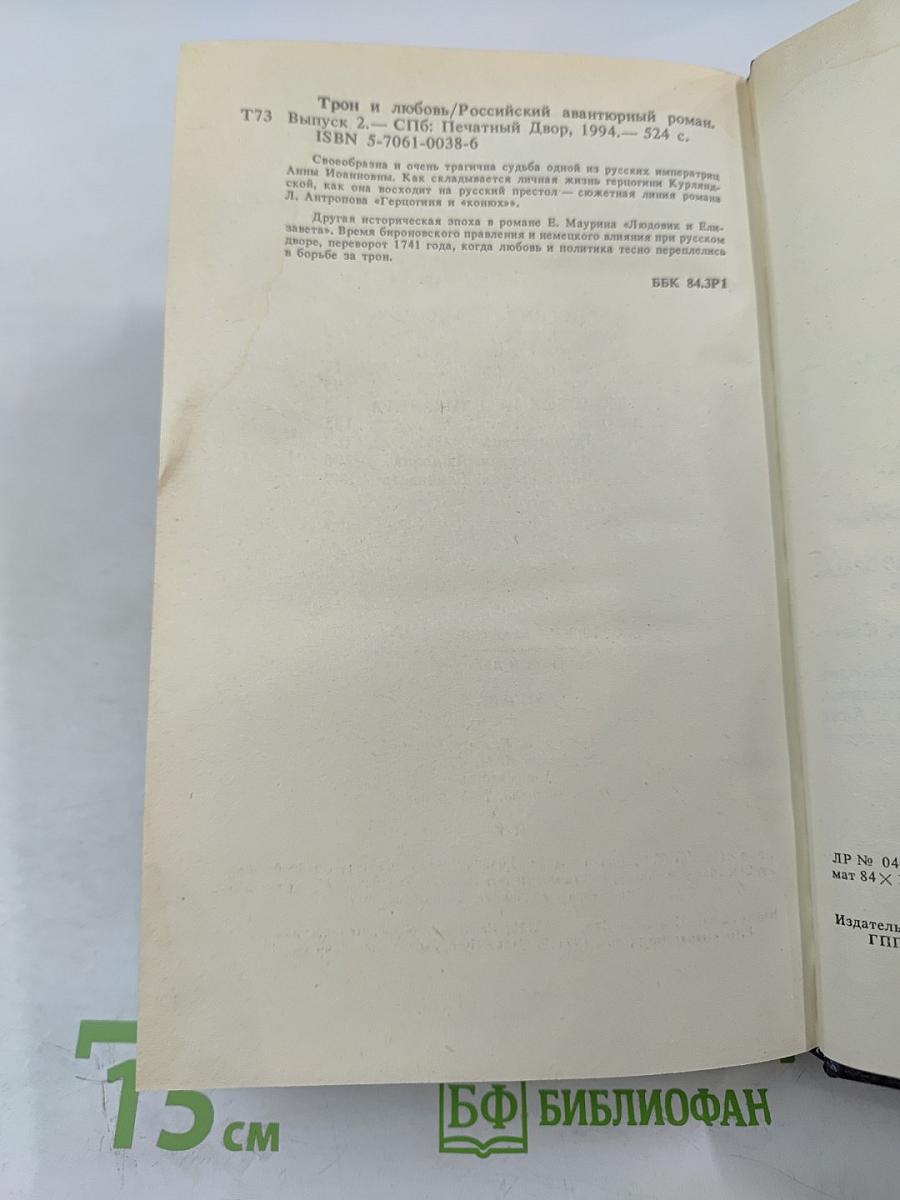 Трон и любовь/Российский авантюрный роман.
Т73 Выпуск 2.— СПб: Печатный Двор, 1994.— 524 с.
ISBN 5-7061-0038-6
Своеобразна и очень трагична судьба одной из русских императриц
Анны Иоанновны. Как складывается личная жизнь герцогини Курлянд-
ской, как она восходит на русский престол — сюжетная линия романа
Л. Антропова «Герцогиня и «конюх»».
Другая историческая эпоха в романе Е. Маурина «Людовик и Ели-
завета». Время бироновского правления и немецкого влияния при русском
дворе, переворот 1741 года, когда любовь и политика тесно переплелись
в борьбе за трон.
ББК 84.3Р1
ЛР № 04
мат 84×
Издатель
ГПП
15 см
БФ БИБЛИОФАН